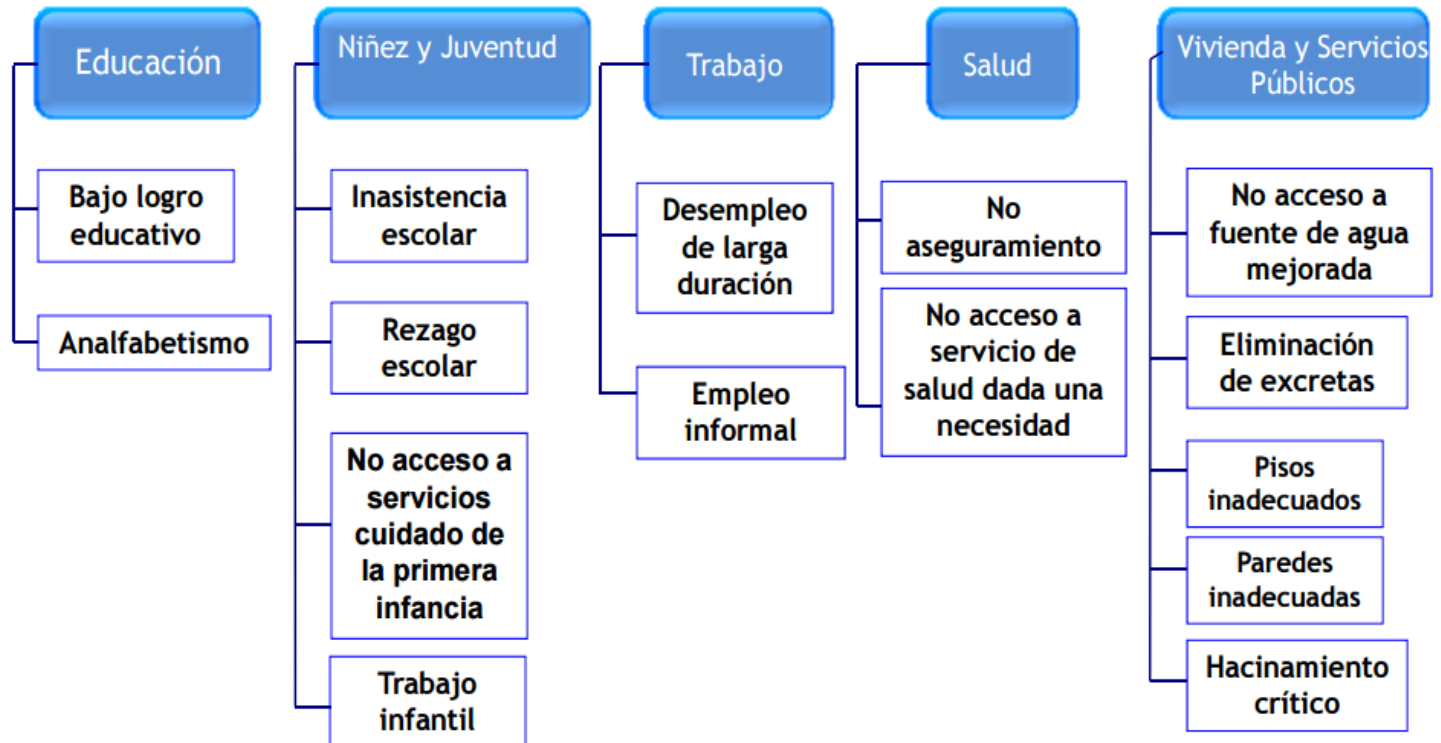 Educación
Bajo logro
educativo
Analfabetismo
Niñez y Juventud
Inasistencia
escolar
Rezago
escolar
No acceso a
servicios
cuidado de
la primera
infancia
Trabajo
infantil
Trabajo
Desempleo
de larga
duración
Empleo
informal
Salud
No
aseguramiento
No acceso a
servicio de
salud dada una
necesidad
Vivienda y Servicios
Públicos
No acceso a
fuente de agua
mejorada
Eliminación
de excretas
Pisos
inadecuados
Paredes
inadecuadas
Hacinamiento
crítico